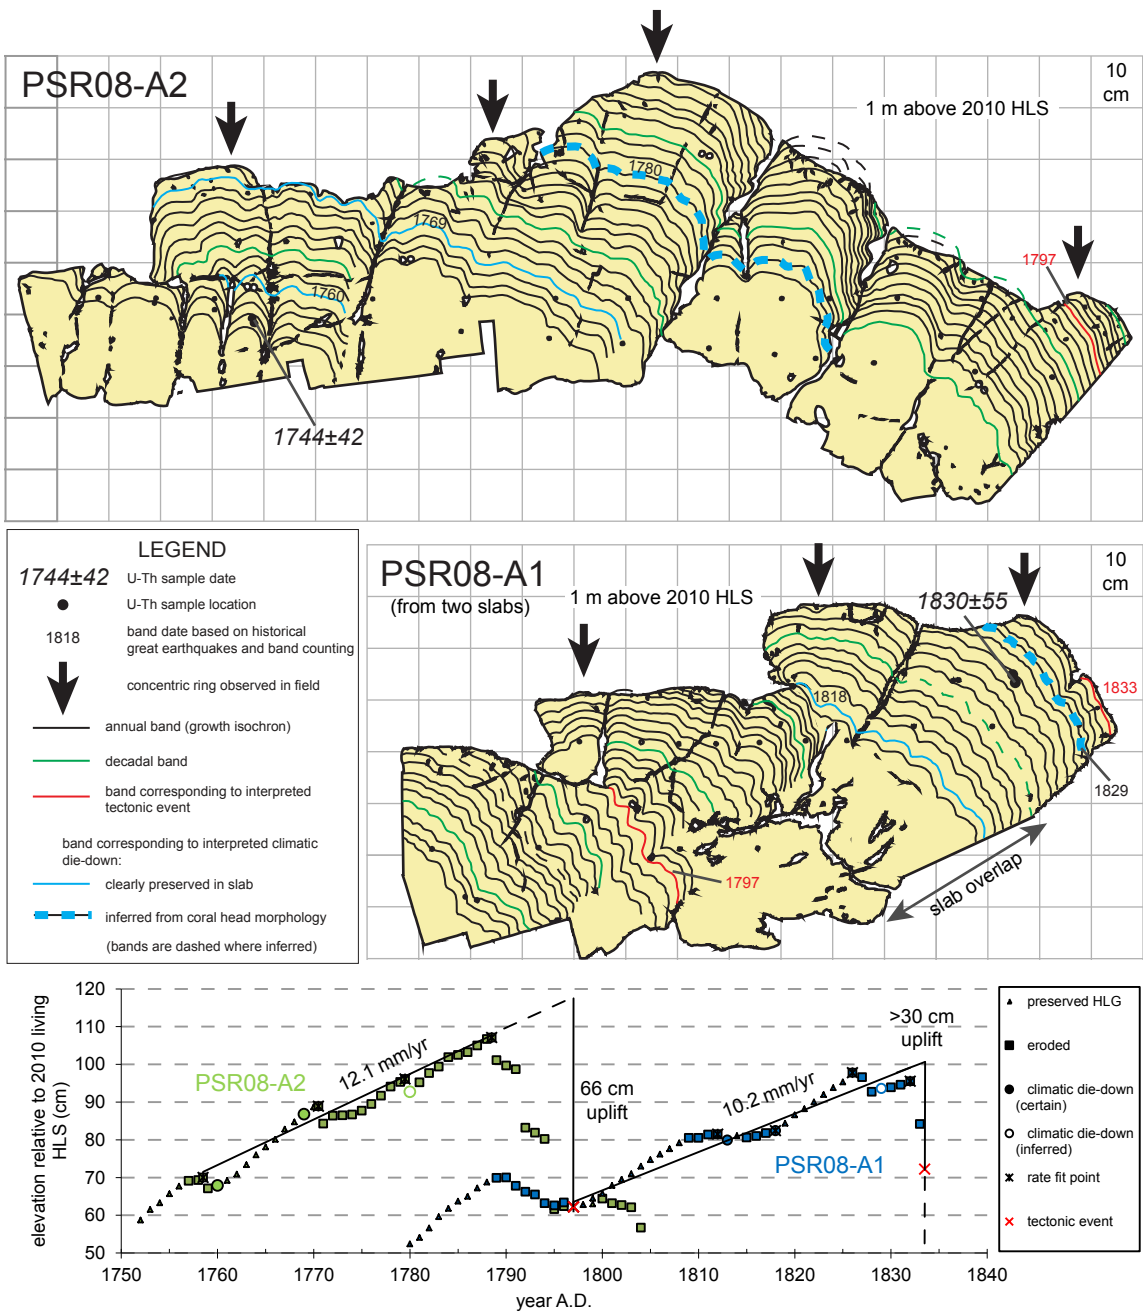 PSR08-A2
10
cm
1 m above 2010 HLS
1780
1769
1760
1797
1744±42
LEGEND
1744±42 U-Th sample date
U-Th sample location
1818 band date based on historical
great earthquakes and band counting
concentric ring observed in field
annual band (growth isochron)
decadal band
band corresponding to interpreted
tectonic event
band corresponding to interpreted climatic
die-down:
clearly preserved in slab
inferred from coral head morphology
(bands are dashed where inferred)
PSR08-A1
(from two slabs)
1 m above 2010 HLS
10
cm
1830±55
1818
1833
1829
1797
slab overlap
elevation relative to 2010 living
HLS (cm)
120
110
100
90
80
70
60
50
1750 1760 1770 1780 1790 1800 1810 1820 1830 1840
year A.D.
PSR08-A2
12.1 mm/yr
66 cm
uplift
10.2 mm/yr
>30 cm
uplift
PSR08-A1
preserved HLG
eroded
climatic die-down
(certain)
climatic die-down
(inferred)
rate fit point
tectonic event